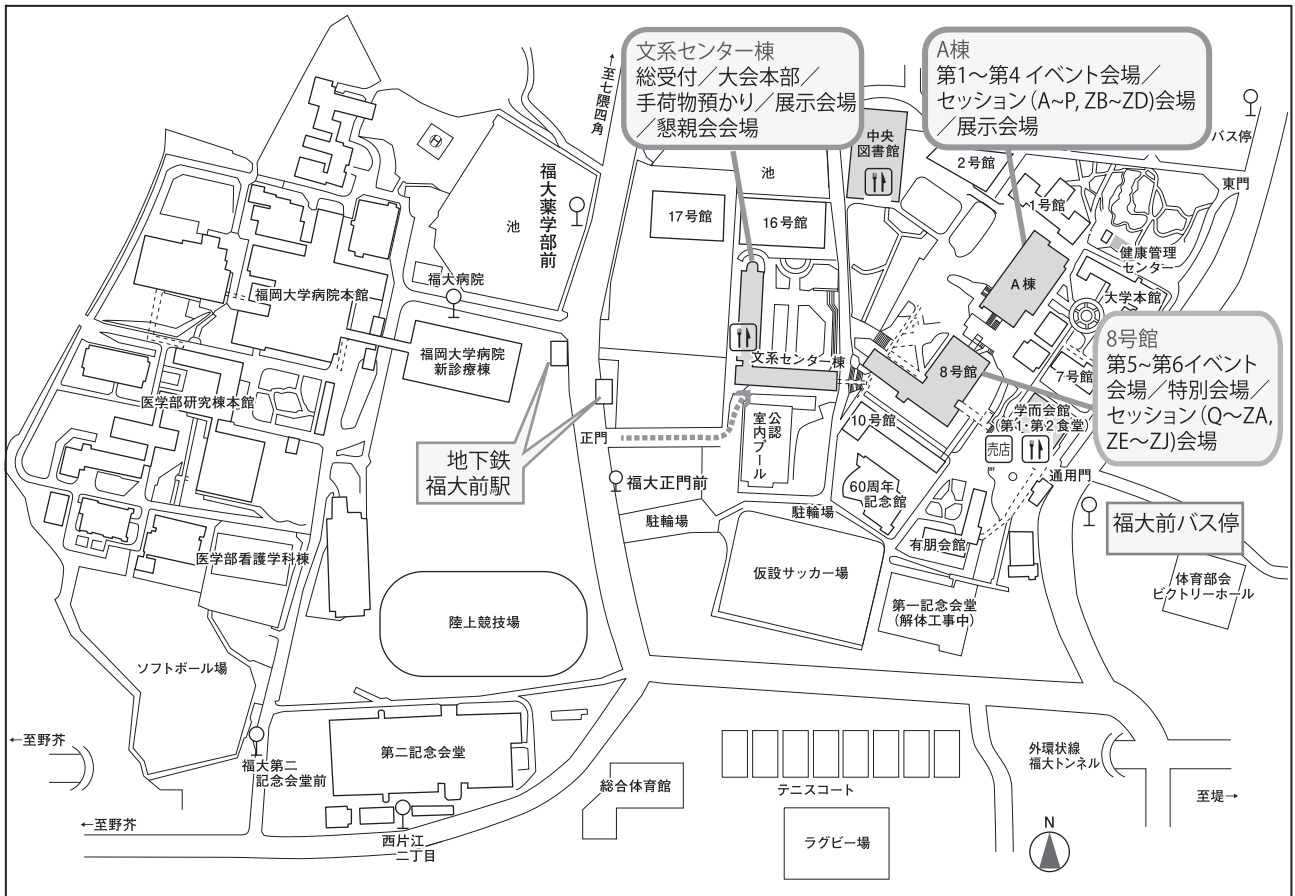 文系センター棟
総受付／大会本部／
手荷物預かり／展示会場
／懇親会会場
A棟
第1～第4 イベント会場／
セッション (A~P, ZB~ZD)会場
／展示会場
8号館
第5～第6イベント
会場／特別会場／
セッション (Q～ZA,
ZE～ZJ)会場
←至七隈四角
福大薬学部前
池
池
中央
図書館
2号館
1号館
バス停
東門
健康管理
センター
大学本館
17号館
16号館
A棟
福大病院
福岡大学病院本館
福岡大学病院
新診療棟
文系センター棟
8号館
7号館
医学部研究棟本館
正門
公認
室内プール
10号館
学而会館
(第1・第2食堂)
売店
地下鉄
福大前駅
福大正門前
60周年
記念館
通用門
福大前バス停
駐輪場
駐輪場
有朋会館
医学部看護学科棟
仮設サッカー場
体育部会
ビクトリーホール
第一記念会堂
(解体工事中)
陸上競技場
ソフトボール場
←至野芥
福大第二
記念会堂前
第二記念会堂
外環状線
福大トンネル
総合体育館
テニスコート
至堤→
←至野芥
西片江
二丁目
ラグビー場
N
H